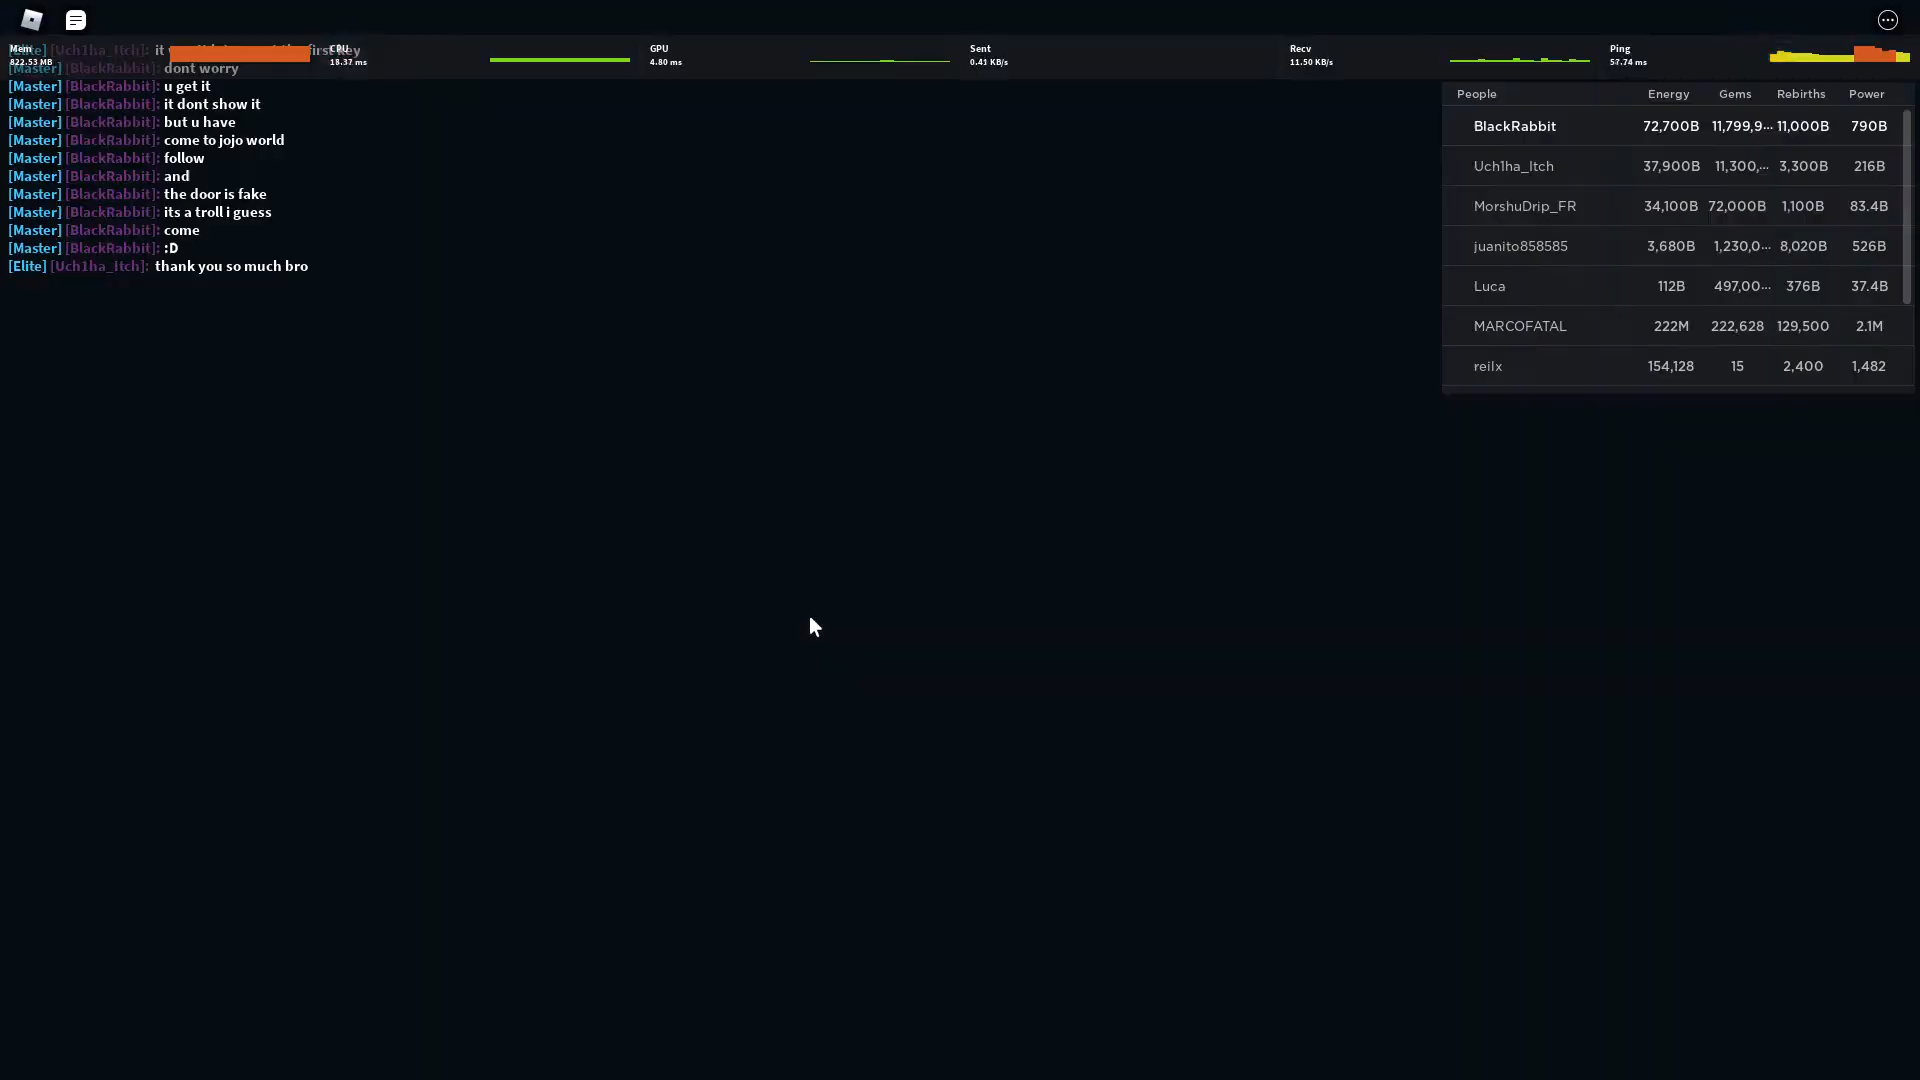 [Elite] [Uch1ha_Itch]: it first key
Mem
822.53 MB
CPU
18.37 ms
GPU
4.80 ms
Sent
0.41 KB/s
Recv
11.50 KB/s
Ping
57.74 ms
[Master] [BlackRabbit]: dont worry
[Master] [BlackRabbit]: u get it
[Master] [BlackRabbit]: it dont show it
[Master] [BlackRabbit]: but u have
[Master] [BlackRabbit]: come to jojo world
[Master] [BlackRabbit]: follow
[Master] [BlackRabbit]: and
[Master] [BlackRabbit]: the door is fake
[Master] [BlackRabbit]: its a troll i guess
[Master] [BlackRabbit]: come
[Master] [BlackRabbit]: :D
[Elite] [Uch1ha_Itch]: thank you so much bro
People Energy Gems Rebirths Power
BlackRabbit 72,700B 11,799,9... 11,000B 790B
Uch1ha_Itch 37,900B 11,300,... 3,300B 216B
MorshuDrip_FR 34,100B 72,000B 1,100B 83.4B
juanito858585 3,680B 1,230,0... 8,020B 526B
Luca 112B 497,00... 376B 37.4B
MARCOFATAL 222M 222,628 129,500 2.1M
reilx 154,128 15 2,400 1,482